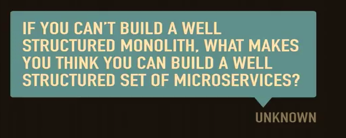 IF YOU CAN'T BUILD A WELL
STRUCTURED MONOLITH, WHAT MAKES
YOU THINK YOU CAN BUILD A WELL
STRUCTURED SET OF MICROSERVICES?
UNKNOWN